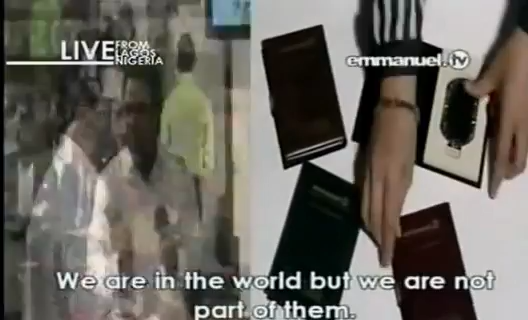 LIVE FROM
LAGOS
NIGERIA
emmanuel.tv
We are in the world but we are not
part of them.